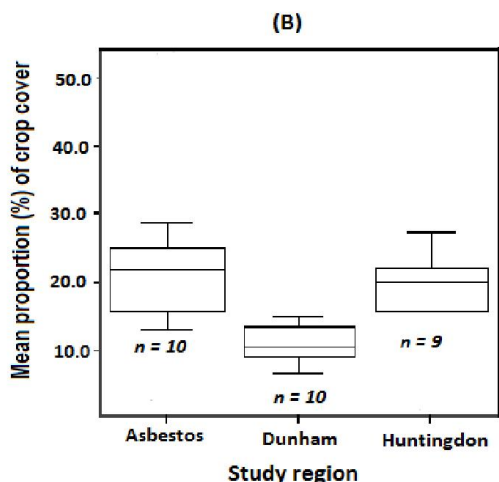 (B)
Mean proportion (%) of crop cover
50.0
40.0
30.0
20.0
10.0
n = 10
n = 10
n = 9
Asbestos
Dunham
Huntingdon
Study region